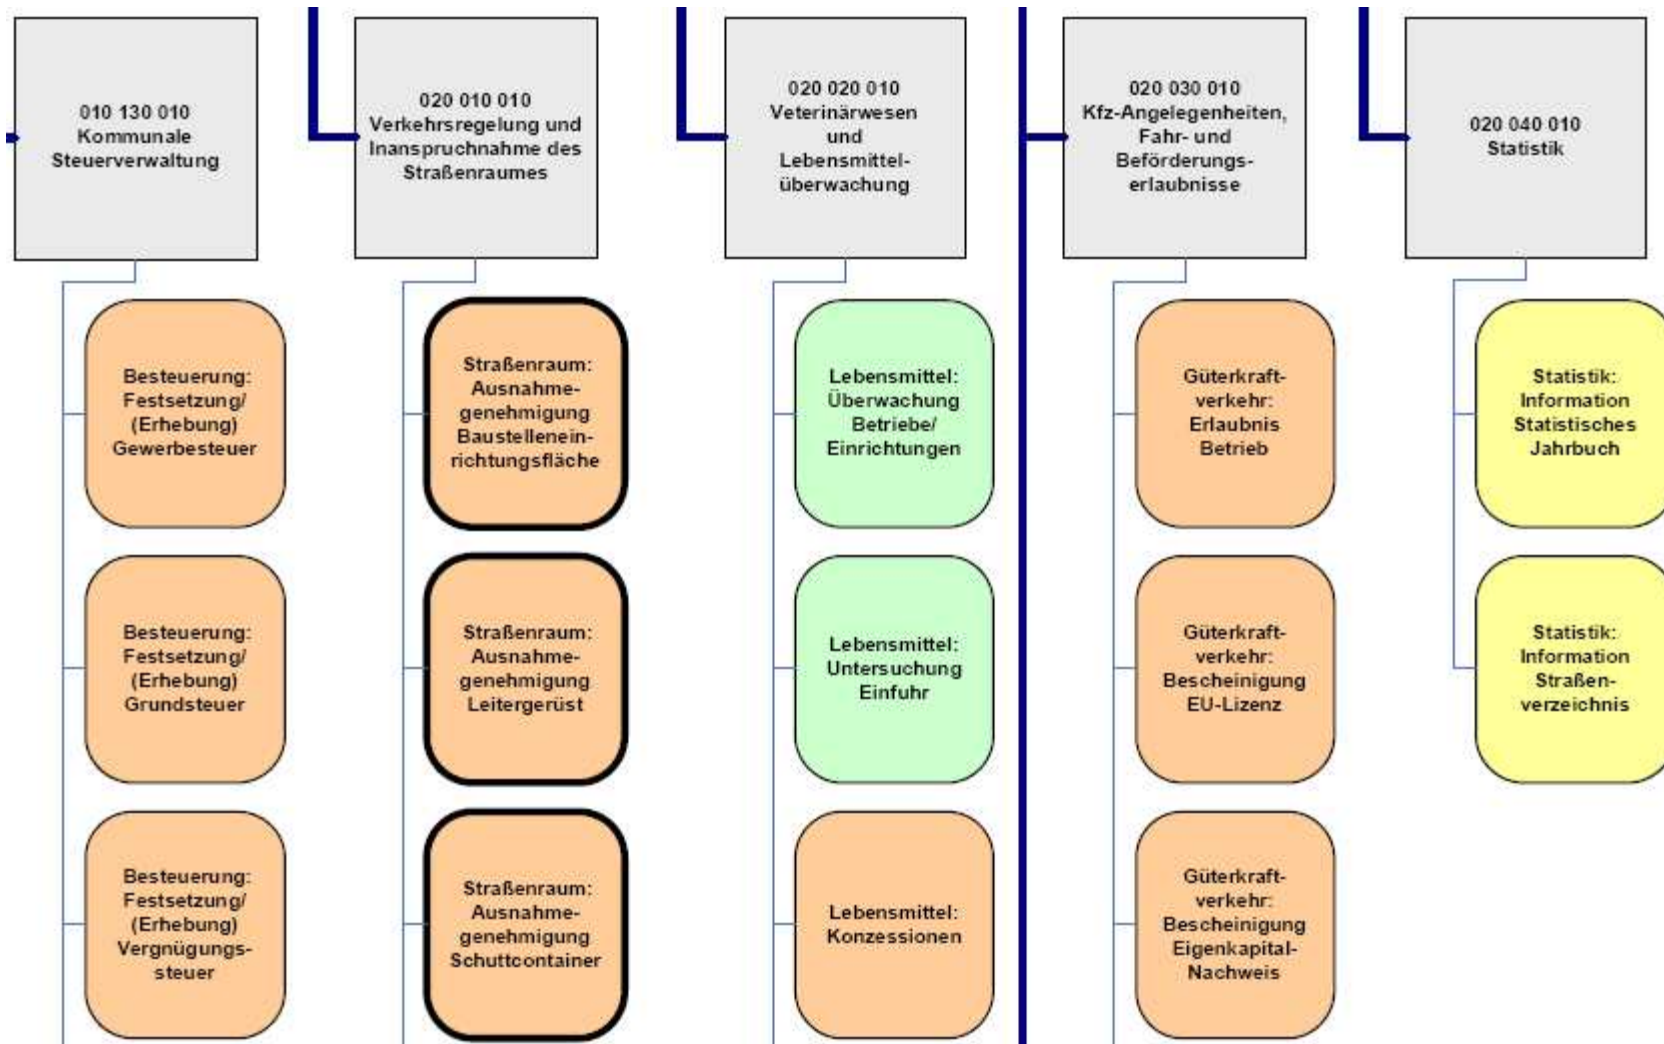 010 130 010
Kommunale
Steuerverwaltung
020 010 010
Verkehrsregelung und
Inanspruchnahme des
Straßenraumes
020 020 010
Veterinärwesen
und
Lebensmittel-
überwachung
020 030 010
Kfz-Angelegenheiten,
Fahr- und
Beförderungs-
erlaubnisse
020 040 010
Statistik
Besteuerung:
Festsetzung/
(Erhebung)
Gewerbesteuer
Straßenraum:
Ausnahme-
genehmigung
Baustellenein-
richtungsfläche
Lebensmittel:
Überwachung
Betriebe/
Einrichtungen
Güterkraft-
verkehr:
Erlaubnis
Betrieb
Statistik:
Information
Statistisches
Jahrbuch
Besteuerung:
Festsetzung/
(Erhebung)
Grundsteuer
Straßenraum:
Ausnahme-
genehmigung
Leitergerüst
Lebensmittel:
Untersuchung
Einfuhr
Güterkraft-
verkehr:
Bescheinigung
EU-Lizenz
Statistik:
Information
Straßen-
verzeichnis
Besteuerung:
Festsetzung/
(Erhebung)
Vergnügungs-
steuer
Straßenraum:
Ausnahme-
genehmigung
Schuttcontainer
Lebensmittel:
Konzessionen
Güterkraft-
verkehr:
Bescheinigung
Eigenkapital-
Nachweis